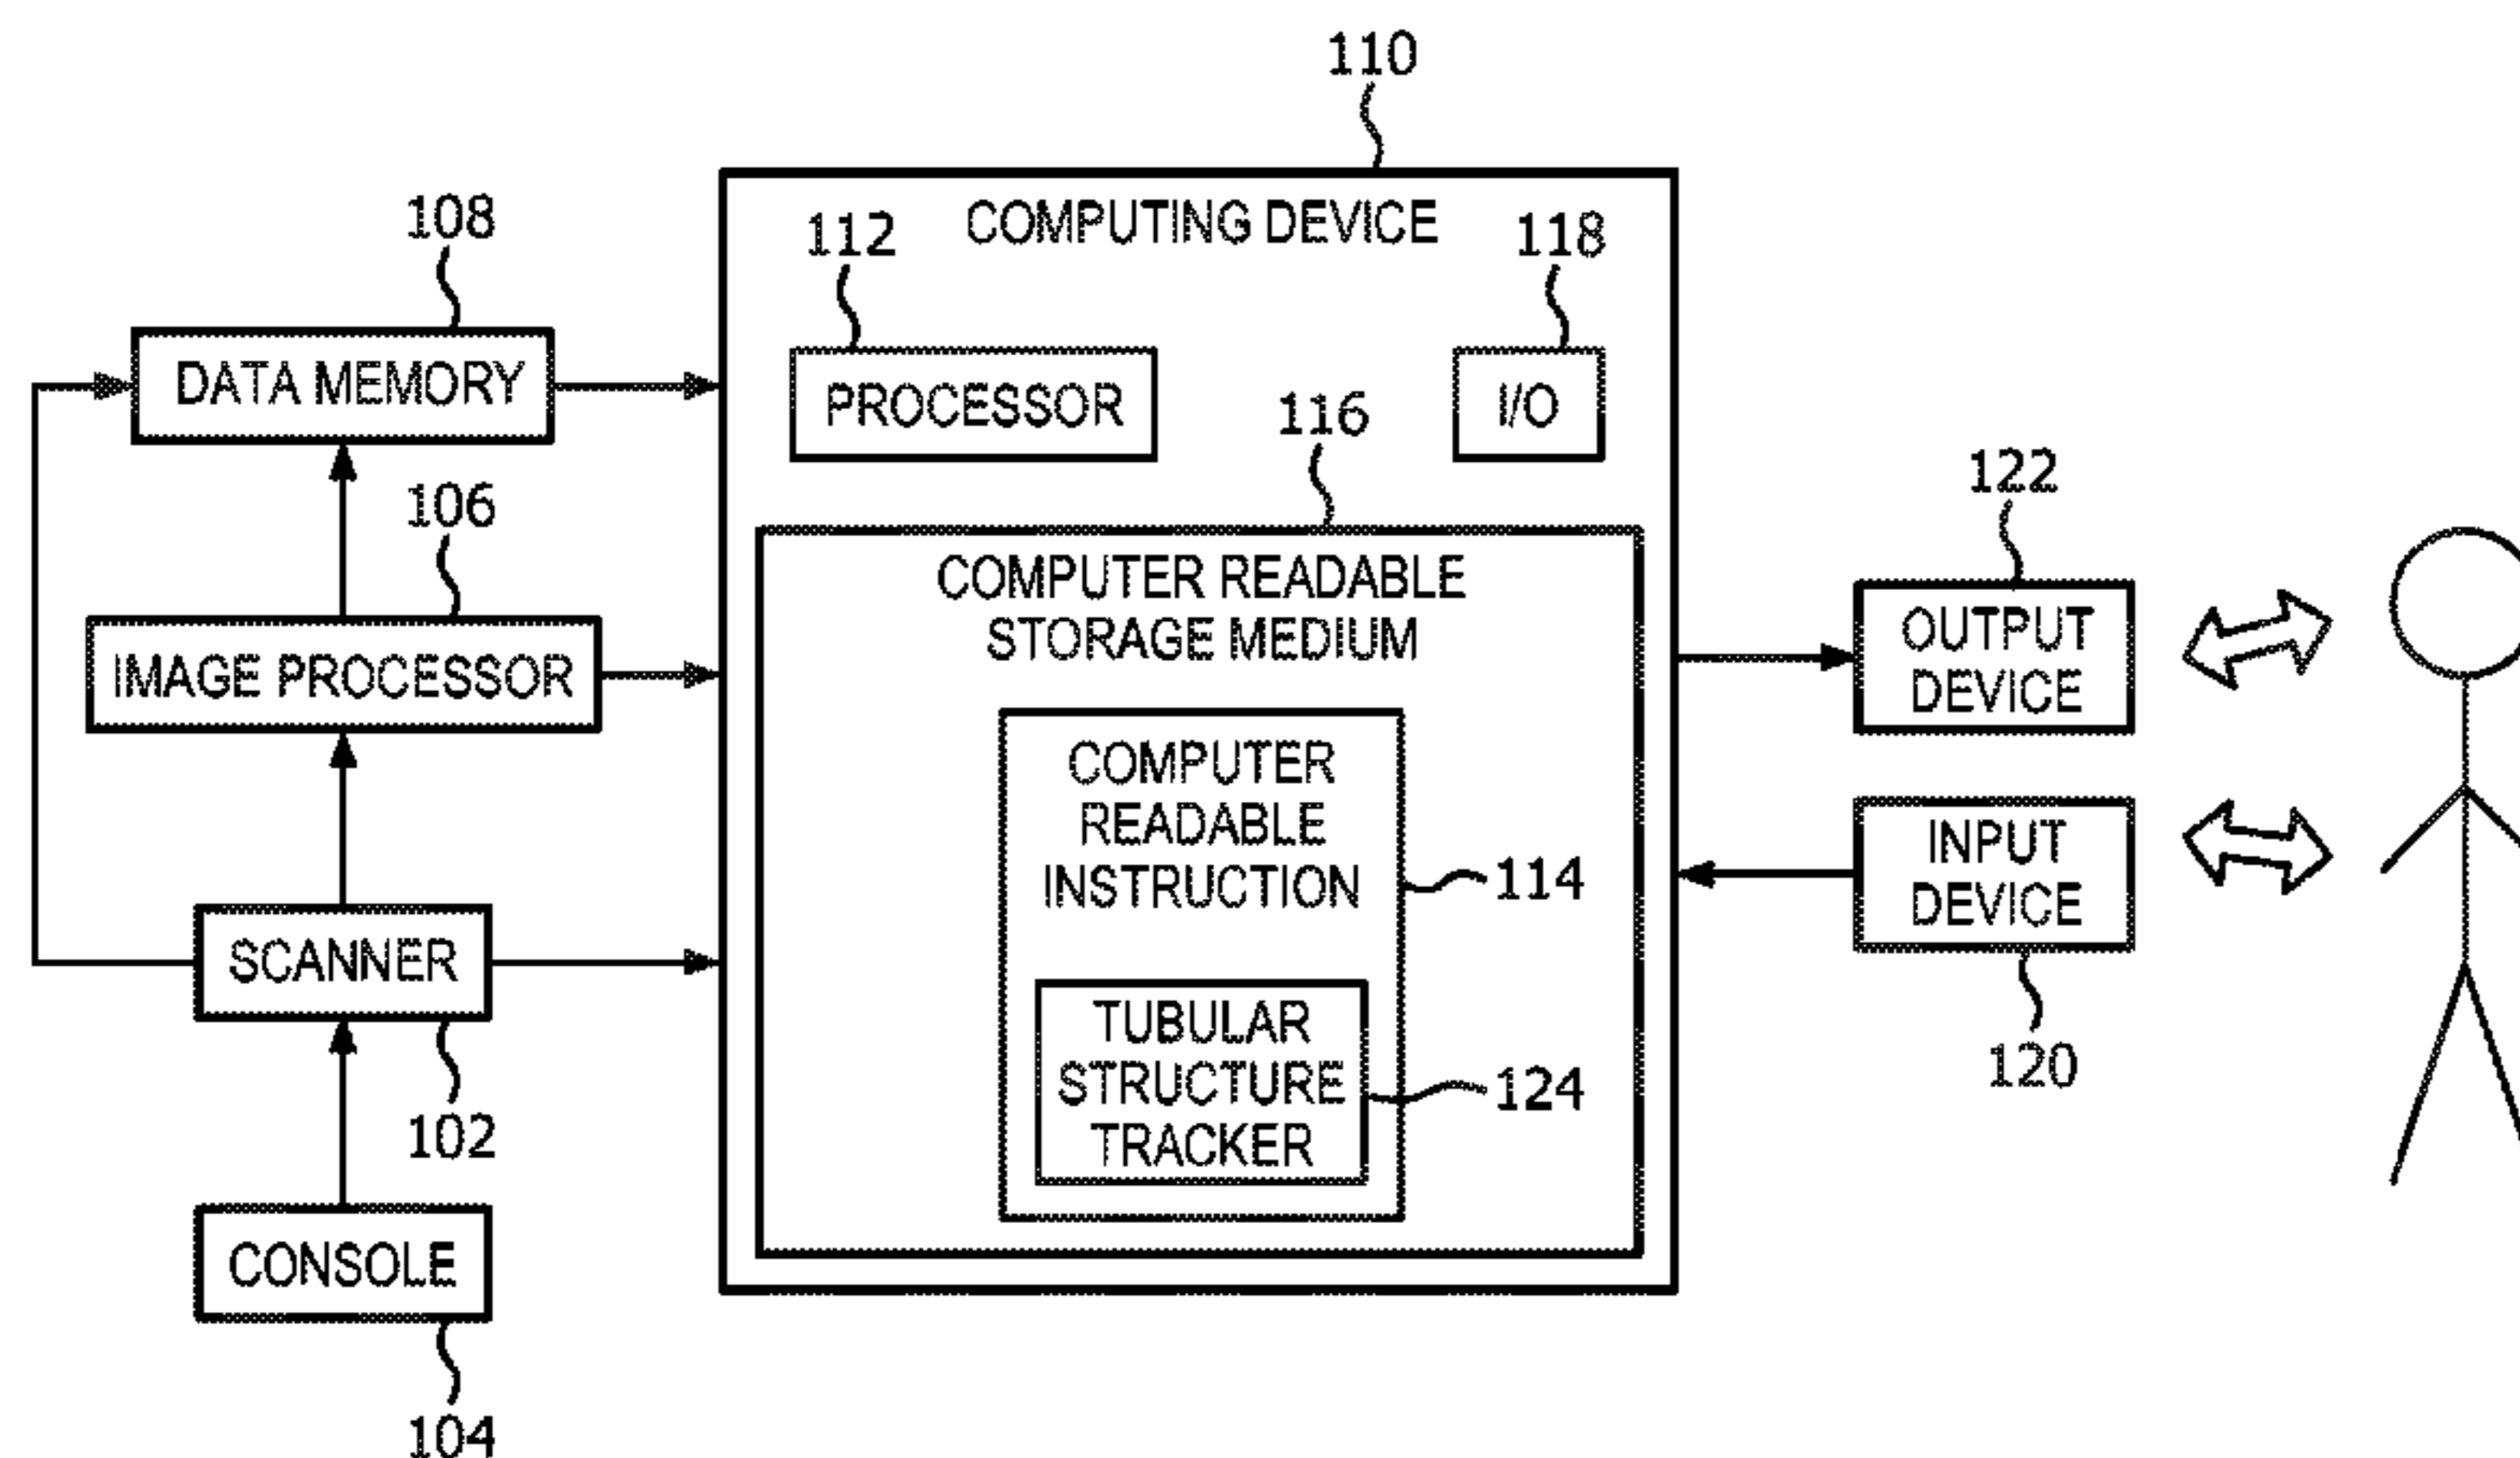 110
COMPUTING DEVICE
108
112
118
DATA MEMORY
PROCESSOR
116
I/O
106
122
COMPUTER READABLE
STORAGE MEDIUM
IMAGE PROCESSOR
OUTPUT
DEVICE
COMPUTER
READABLE
INSTRUCTION
114
INPUT
DEVICE
SCANNER
TUBULAR
STRUCTURE
TRACKER
124
120
102
CONSOLE
104